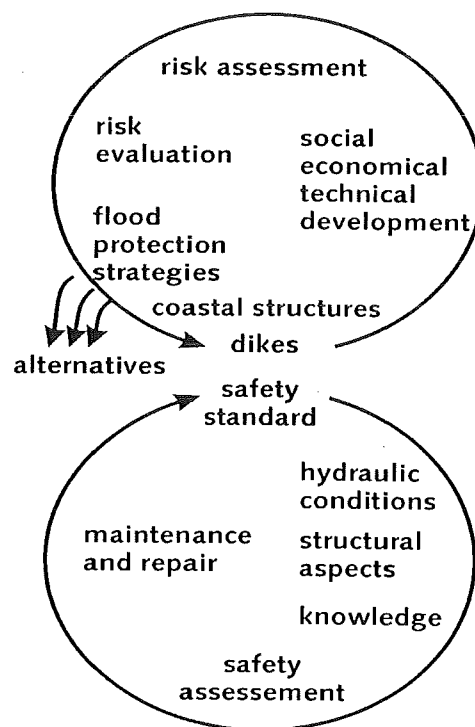 risk assessment
risk
evaluation
social
economical
technical
development
flood
protection
strategies
coastal structures
alternatives
dikes
safety
standard
hydraulic
conditions
maintenance
and repair
structural
aspects
knowledge
safety
assessement